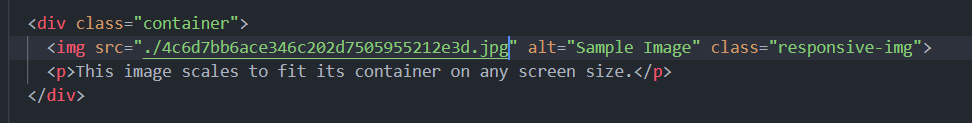 <div class="container">
<img src="./4c6d7bb6ace346c202d7505955212e3d.jpg" alt="Sample Image" class="responsive-img">
<p>This image scales to fit its container on any screen size.</p>
</div>